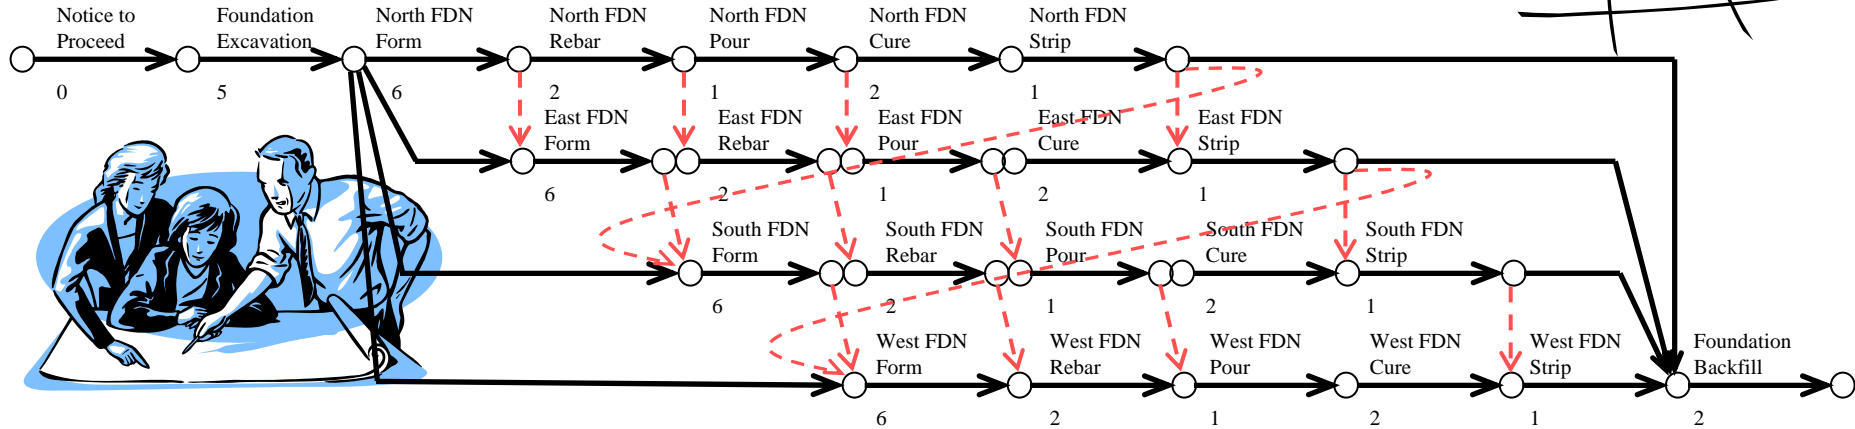 Notice to
Proceed
0
Foundation
Excavation
5
North FDN
Form
6
North FDN
Rebar
2
North FDN
Pour
1
North FDN
Cure
2
North FDN
Strip
1
East FDN
Form
6
East FDN
Rebar
2
East FDN
Pour
1
East FDN
Cure
2
East FDN
Strip
1
South FDN
Form
6
South FDN
Rebar
2
South FDN
Pour
1
South FDN
Cure
2
South FDN
Strip
1
West FDN
Form
6
West FDN
Rebar
2
West FDN
Pour
1
West FDN
Cure
2
West FDN
Strip
1
Foundation
Backfill
2